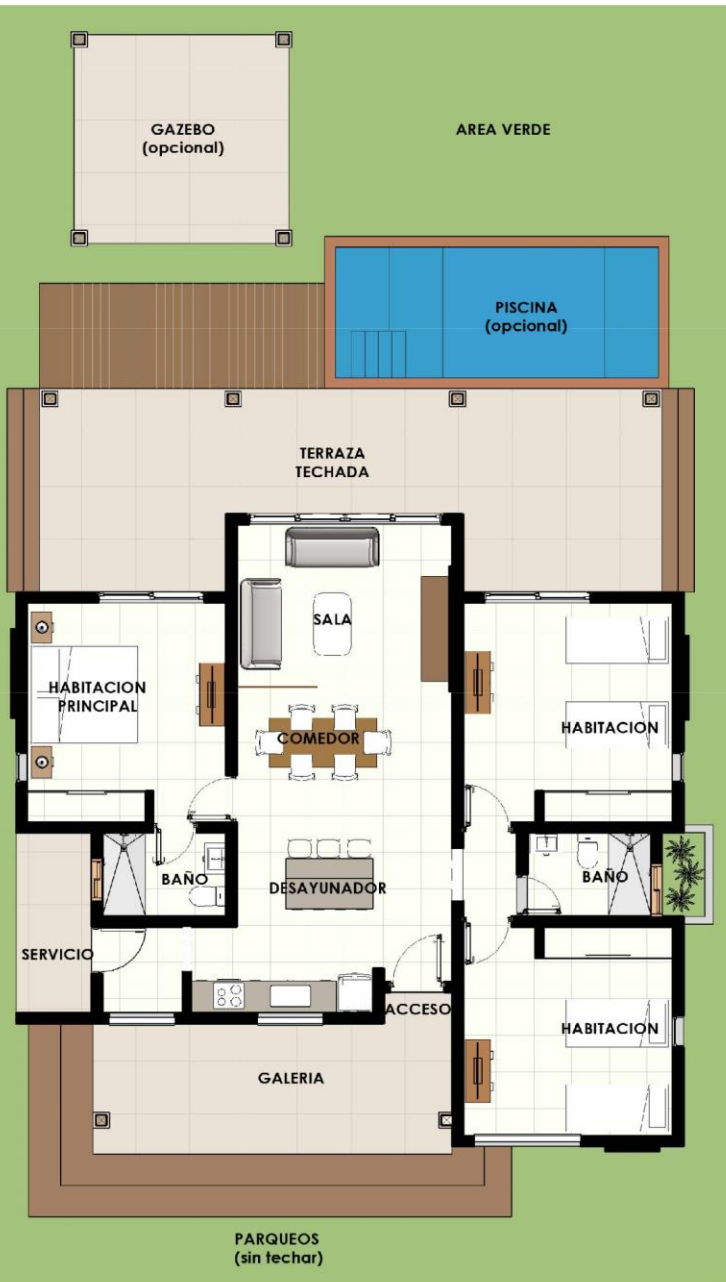 GAZEBO
(opcional)
AREA VERDE
PISCINA
(opcional)
TERRAZA
TECHADA
SALA
HABITACION
PRINCIPAL
COMEDOR
HABITACION
BAÑO
DESAYUNADOR
BAÑO
SERVICIO
ACCESO
HABITACION
GALERIA
PARQUEOS
(sin techar)